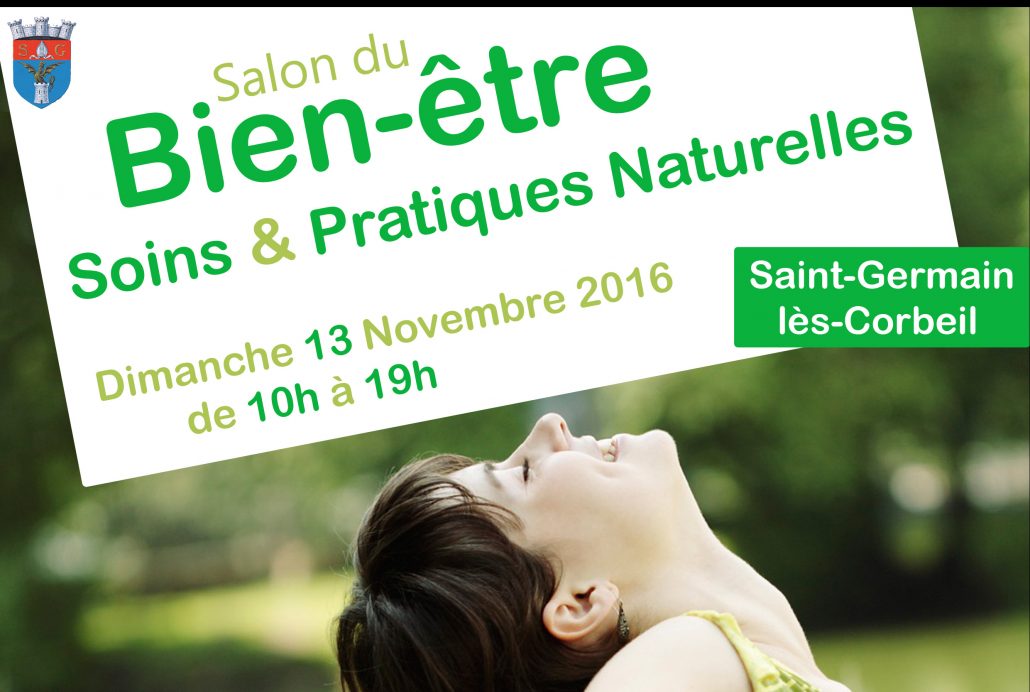 S G
Salon du
Bien-être
Soins & Pratiques Naturelles
Dimanche 13 Novembre 2016
de 10h à 19h
Saint-Germain
lès-Corbeil